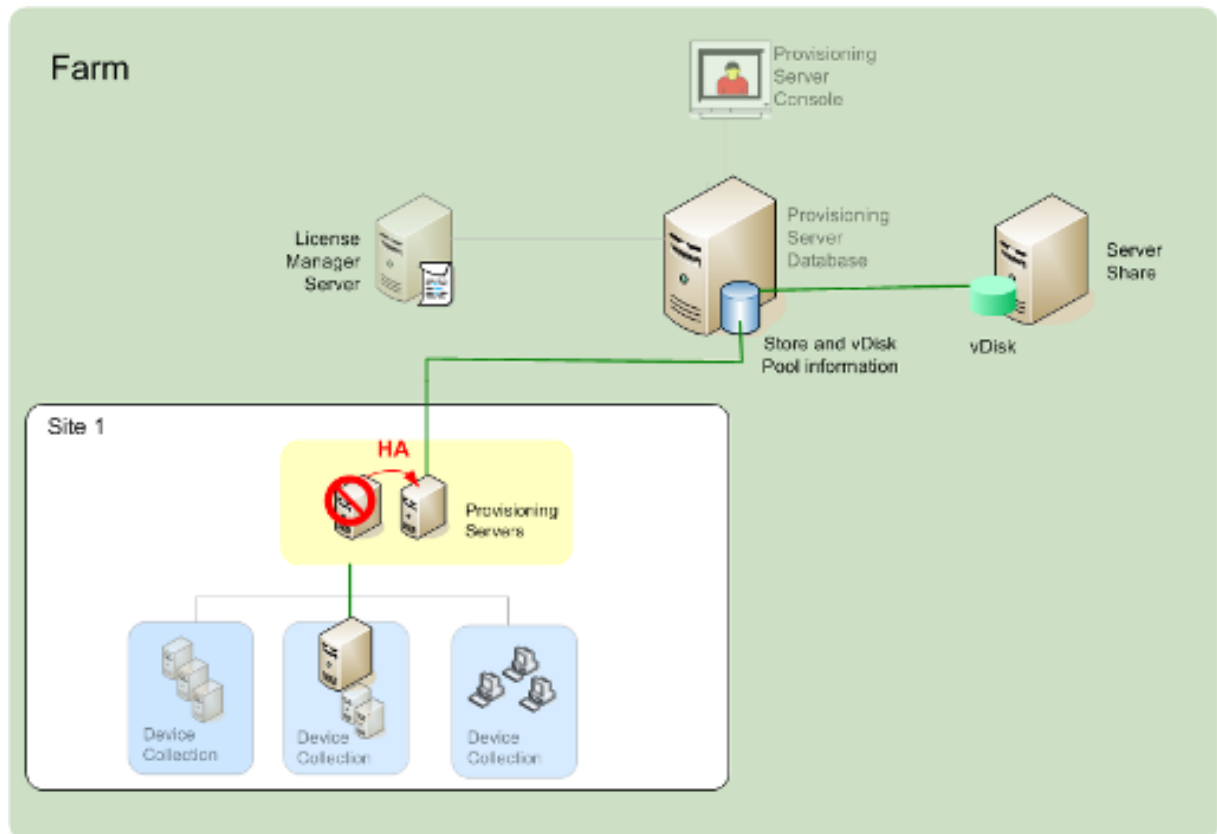 Farm
Provisioning
Server
Console
License
Manager
Server
Provisioning
Server
Database
Server
Share
Store and vDisk
Pool information
vDisk
Site 1
HA
Provisioning
Servers
Device
Collection
Device
Collection
Device
Collection